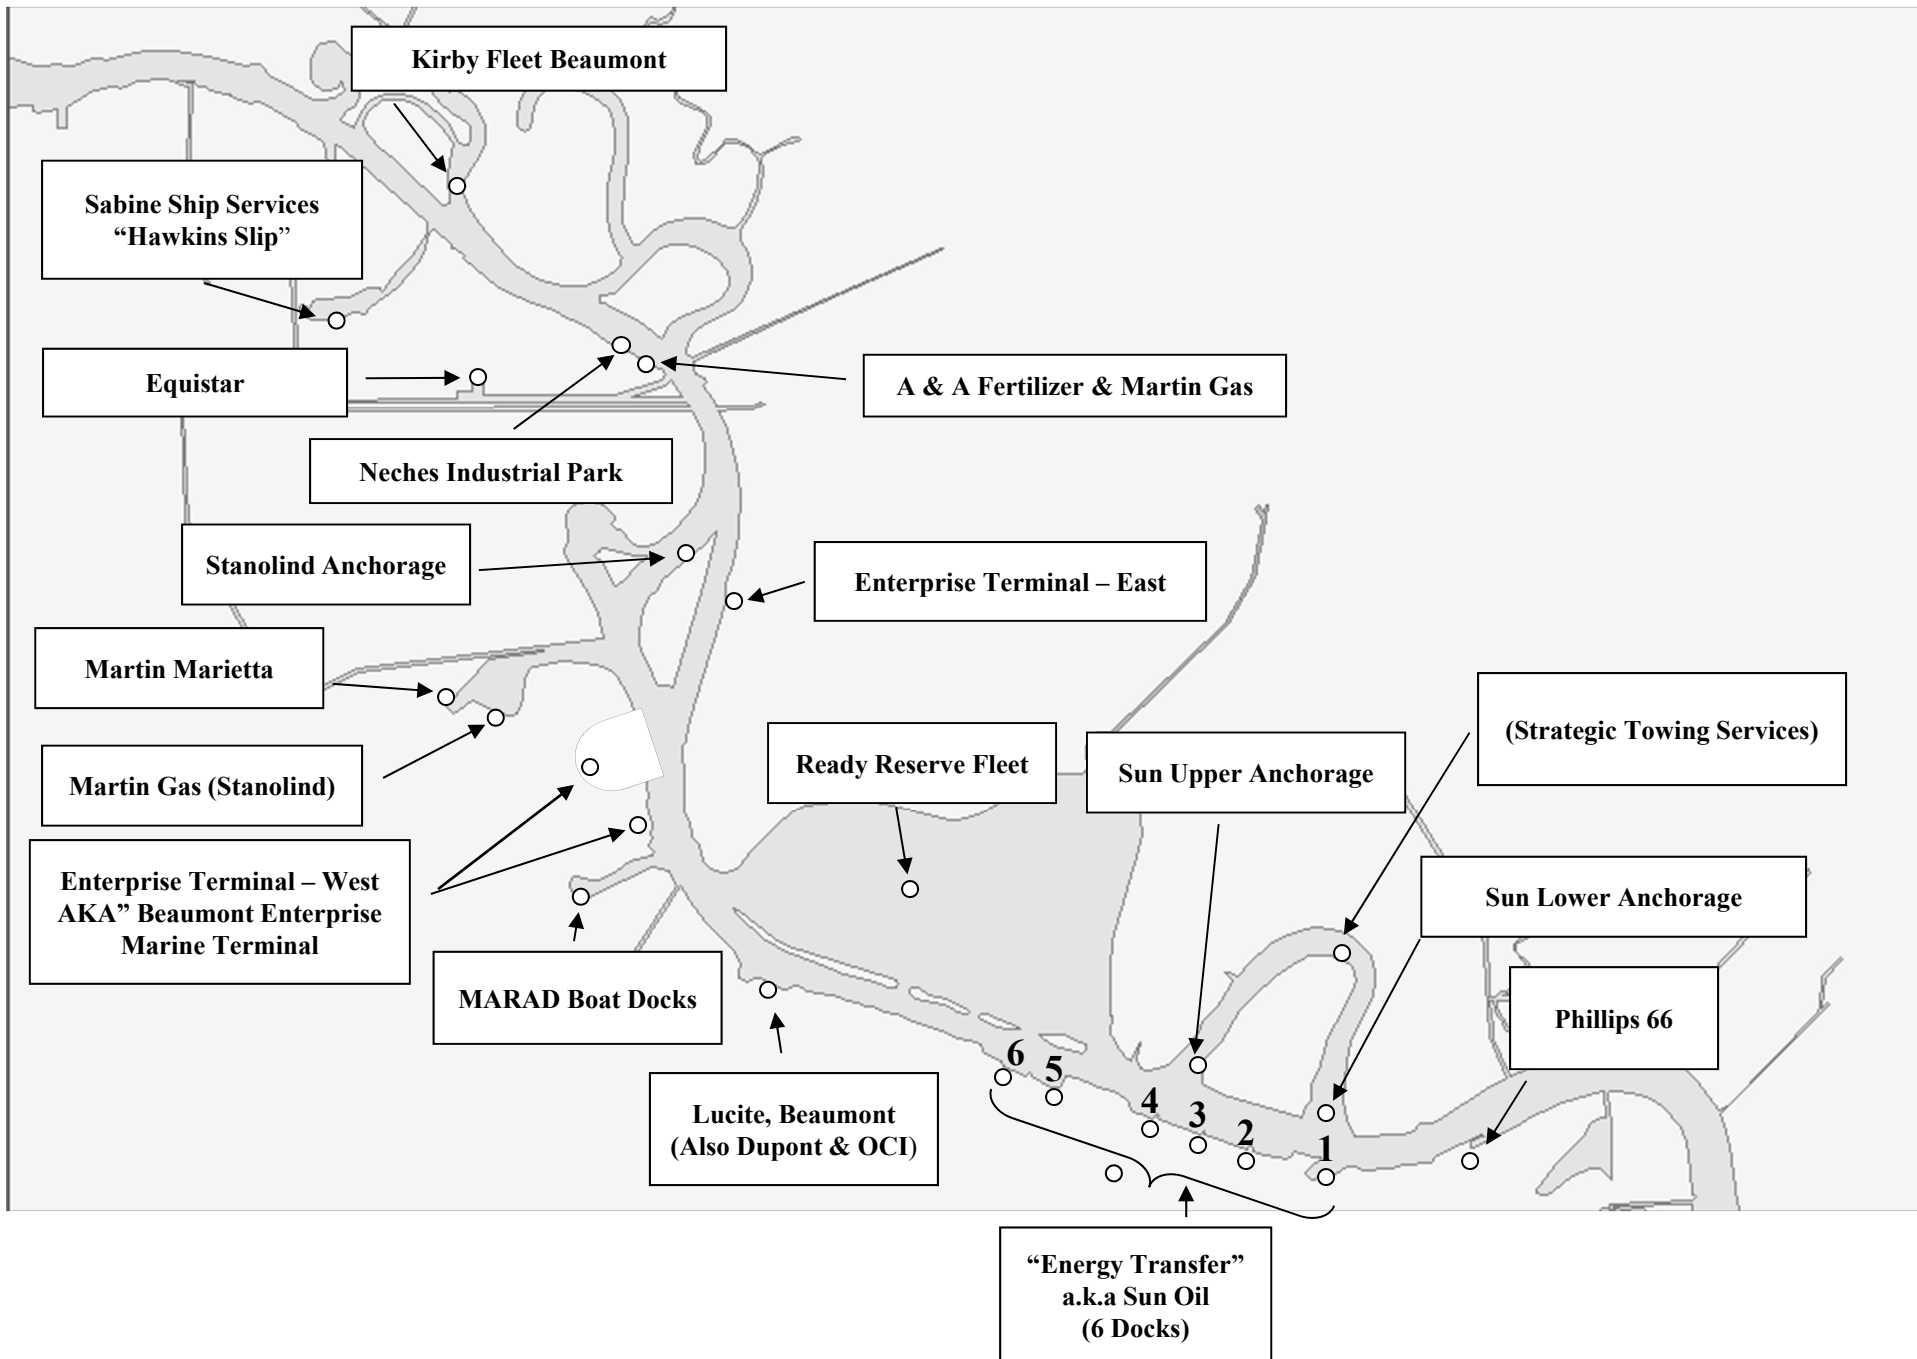 Kirby Fleet Beaumont
Sabine Ship Services
“Hawkins Slip”
Equistar
A & A Fertilizer & Martin Gas
Neches Industrial Park
Stanolind Anchorage
Enterprise Terminal – East
Martin Marietta
Martin Gas (Stanolind)
Ready Reserve Fleet
Sun Upper Anchorage
(Strategic Towing Services)
Enterprise Terminal – West
AKA” Beaumont Enterprise
Marine Terminal
Sun Lower Anchorage
MARAD Boat Docks
Phillips 66
Lucite, Beaumont
(Also Dupont & OCI)
6
5
4
3
2
1
“Energy Transfer”
a.k.a Sun Oil
(6 Docks)